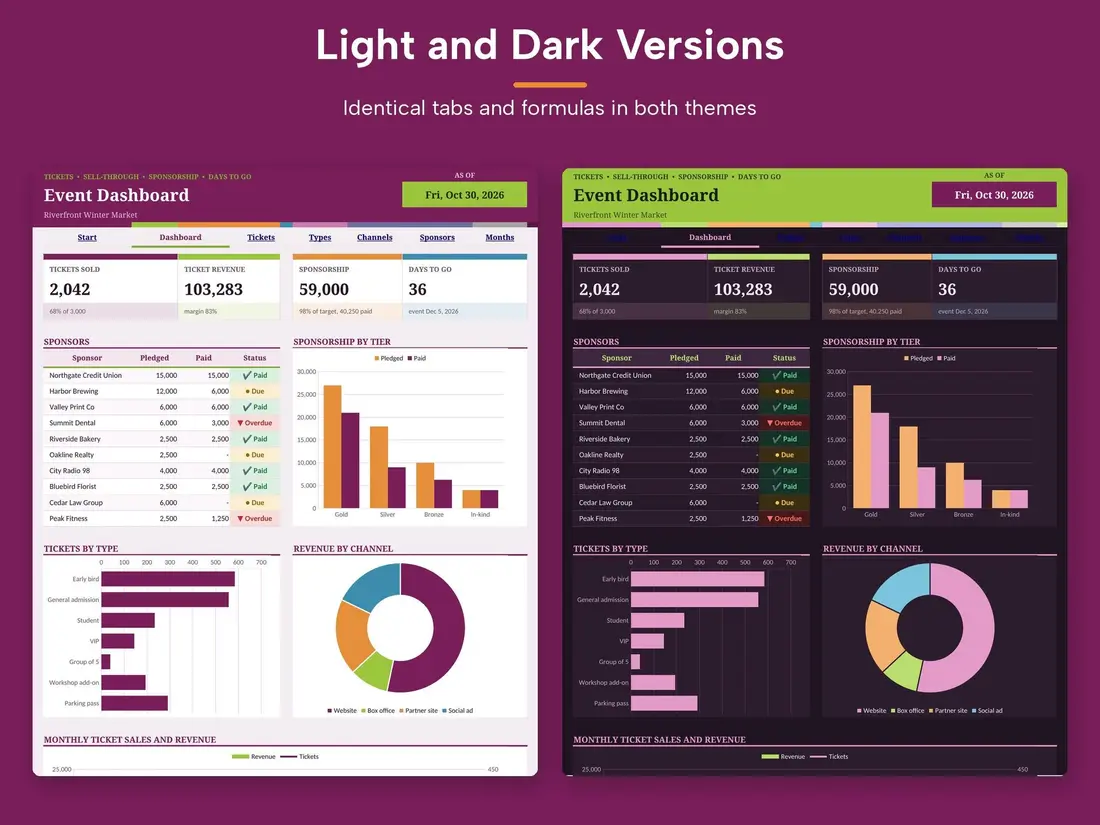 Light and Dark Versions
Identical tabs and formulas in both themes
TICKETS • SELL-THROUGH • SPONSORSHIP • DAYS TO GO
AS OF
Event Dashboard
Fri, Oct 30, 2026
Riverfront Winter Market
Start Dashboard Tickets Types Channels Sponsors Months
TICKETS SOLD TICKET REVENUE SPONSORSHIP DAYS TO GO
2,042 103,283 59,000 36
68% of 3,000 margin 83% 98% of target, 40,250 paid event Dec 5, 2026
SPONSORS
Sponsor Pledged Paid Status
Northgate Credit Union 15,000 15,000 ✔ Paid
Harbor Brewing 12,000 6,000 ● Due
Valley Print Co 6,000 6,000 ✔ Paid
Summit Dental 6,000 3,000 ▼ Overdue
Riverside Bakery 2,500 2,500 ✔ Paid
Oakline Realty 2,500 - ● Due
City Radio 98 4,000 4,000 ✔ Paid
Bluebird Florist 2,500 2,500 ✔ Paid
Cedar Law Group 6,000 - ● Due
Peak Fitness 2,500 1,250 ▼ Overdue
SPONSORSHIP BY TIER
Pledged Paid
30,000
25,000
20,000
15,000
10,000
5,000
0
Gold Silver Bronze In-kind
TICKETS BY TYPE
0 100 200 300 400 500 600 700
Early bird
General admission
Student
VIP
Group of 5
Workshop add-on
Parking pass
REVENUE BY CHANNEL
Website Box office Partner site Social ad
MONTHLY TICKET SALES AND REVENUE
Revenue Tickets
25,000 450
TICKETS • SELL-THROUGH • SPONSORSHIP • DAYS TO GO
AS OF
Event Dashboard
Fri, Oct 30, 2026
Riverfront Winter Market
Dashboard
TICKETS SOLD TICKET REVENUE SPONSORSHIP DAYS TO GO
2,042 103,283 59,000 36
68% of 3,000 margin 83% 98% of target, 40,250 paid event Dec 5, 2026
SPONSORS
Sponsor Pledged Paid Status
Northgate Credit Union 15,000 15,000 ✔ Paid
Harbor Brewing 12,000 6,000 ● Due
Valley Print Co 6,000 6,000 ✔ Paid
Summit Dental 6,000 3,000 ▼ Overdue
Riverside Bakery 2,500 2,500 ✔ Paid
Oakline Realty 2,500 - ● Due
City Radio 98 4,000 4,000 ✔ Paid
Bluebird Florist 2,500 2,500 ✔ Paid
Cedar Law Group 6,000 - ● Due
Peak Fitness 2,500 1,250 ▼ Overdue
SPONSORSHIP BY TIER
Pledged Paid
30,000
25,000
20,000
15,000
10,000
5,000
0
Gold Silver Bronze In-kind
TICKETS BY TYPE
0 100 200 300 400 500 600 700
Early bird
General admission
Student
VIP
Group of 5
Workshop add-on
Parking pass
REVENUE BY CHANNEL
Website Box office Partner site Social ad
MONTHLY TICKET SALES AND REVENUE
Revenue Tickets
25,000 450